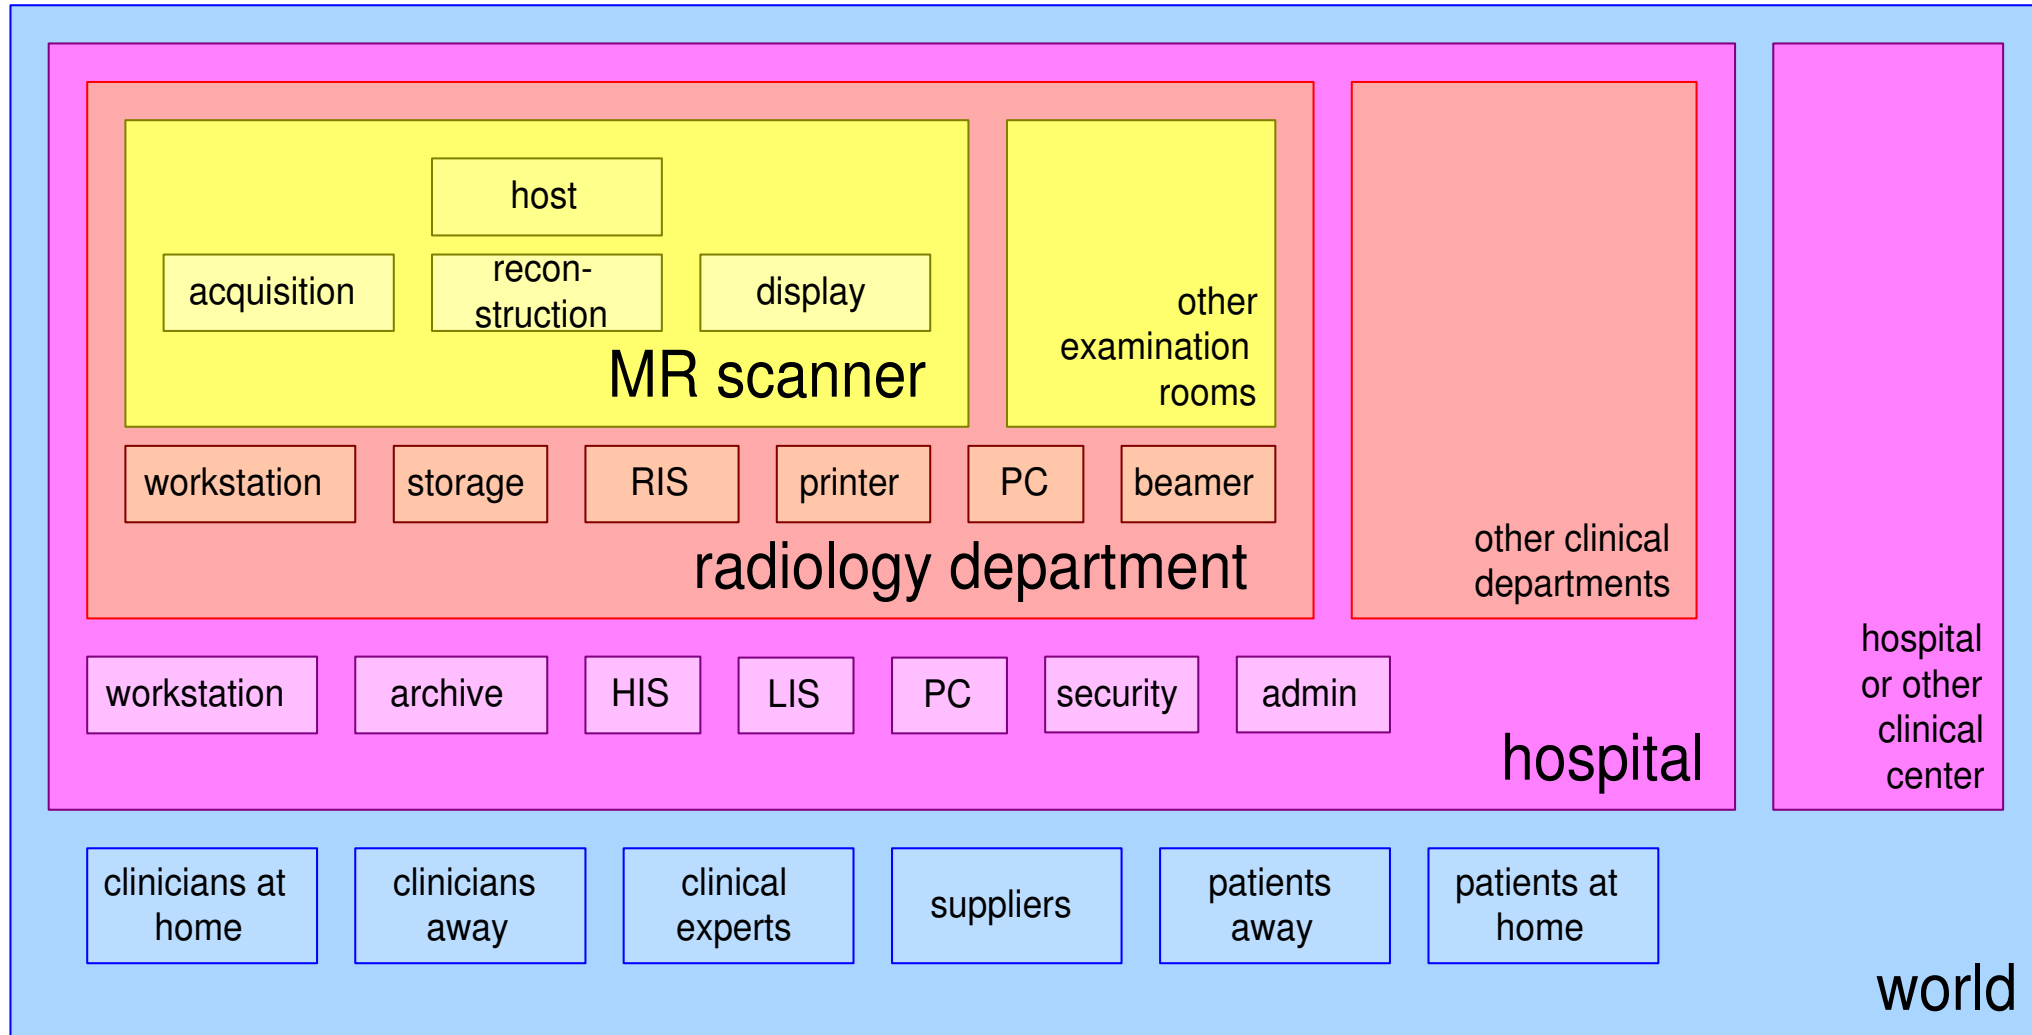 host
acquisition
recon-
struction
display
MR scanner
other
examination
rooms
workstation
storage
RIS
printer
PC
beamer
radiology department
other clinical
departments
workstation
archive
HIS
LIS
PC
security
admin
hospital
hospital
or other
clinical
center
clinicians at
home
clinicians
away
clinical
experts
suppliers
patients
away
patients at
home
world